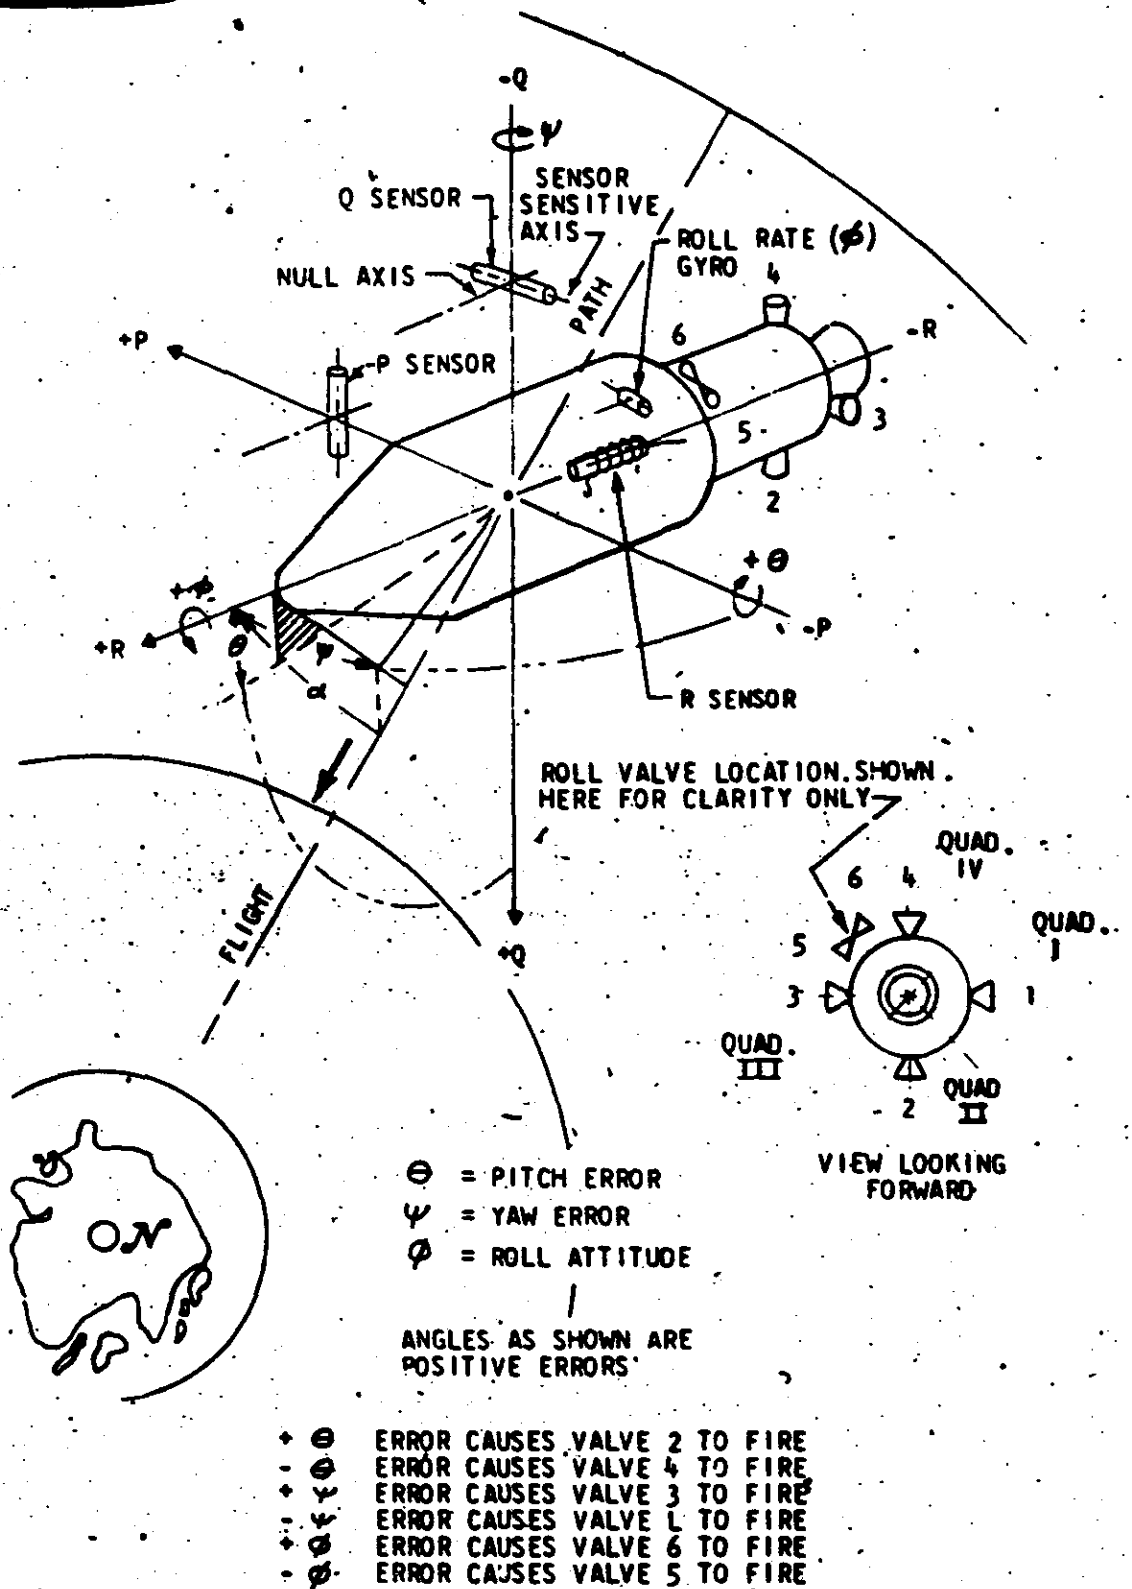 -Q
ψ
Q SENSOR
SENSOR
SENSITIVE
AXIS
ROLL RATE (ϕ)
GYRO
4
NULL AXIS
PATH
6
-R
+P
-P SENSOR
3
5
2
+θ
+ϕ
-P
+R
θ
ψ
α
R SENSOR
ROLL VALVE LOCATION SHOWN
HERE FOR CLARITY ONLY
QUAD.
IV
6
4
FLIGHT
QUAD.
I
5
+Q
3
1
QUAD.
III
QUAD
II
2
VIEW LOOKING
FORWARD
N
θ = PITCH ERROR
ψ = YAW ERROR
ϕ = ROLL ATTITUDE
ANGLES AS SHOWN ARE
POSITIVE ERRORS
+ θ ERROR CAUSES VALVE 2 TO FIRE
- θ ERROR CAUSES VALVE 4 TO FIRE
+ ψ ERROR CAUSES VALVE 3 TO FIRE
- ψ ERROR CAUSES VALVE L TO FIRE
+ ϕ ERROR CAUSES VALVE 6 TO FIRE
- ϕ ERROR CAUSES VALVE 5 TO FIRE